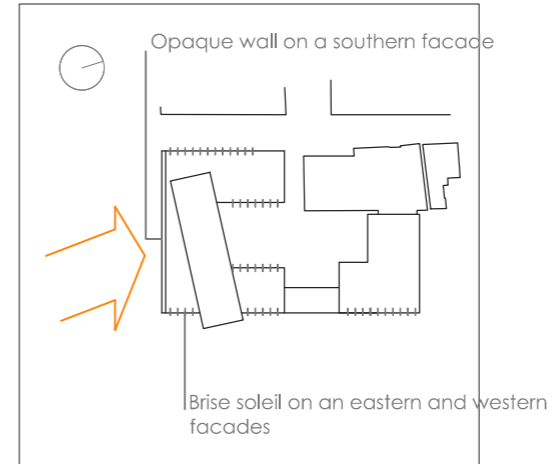 Opaque wall on a southern facade
Brise soleil on an eastern and western
facades